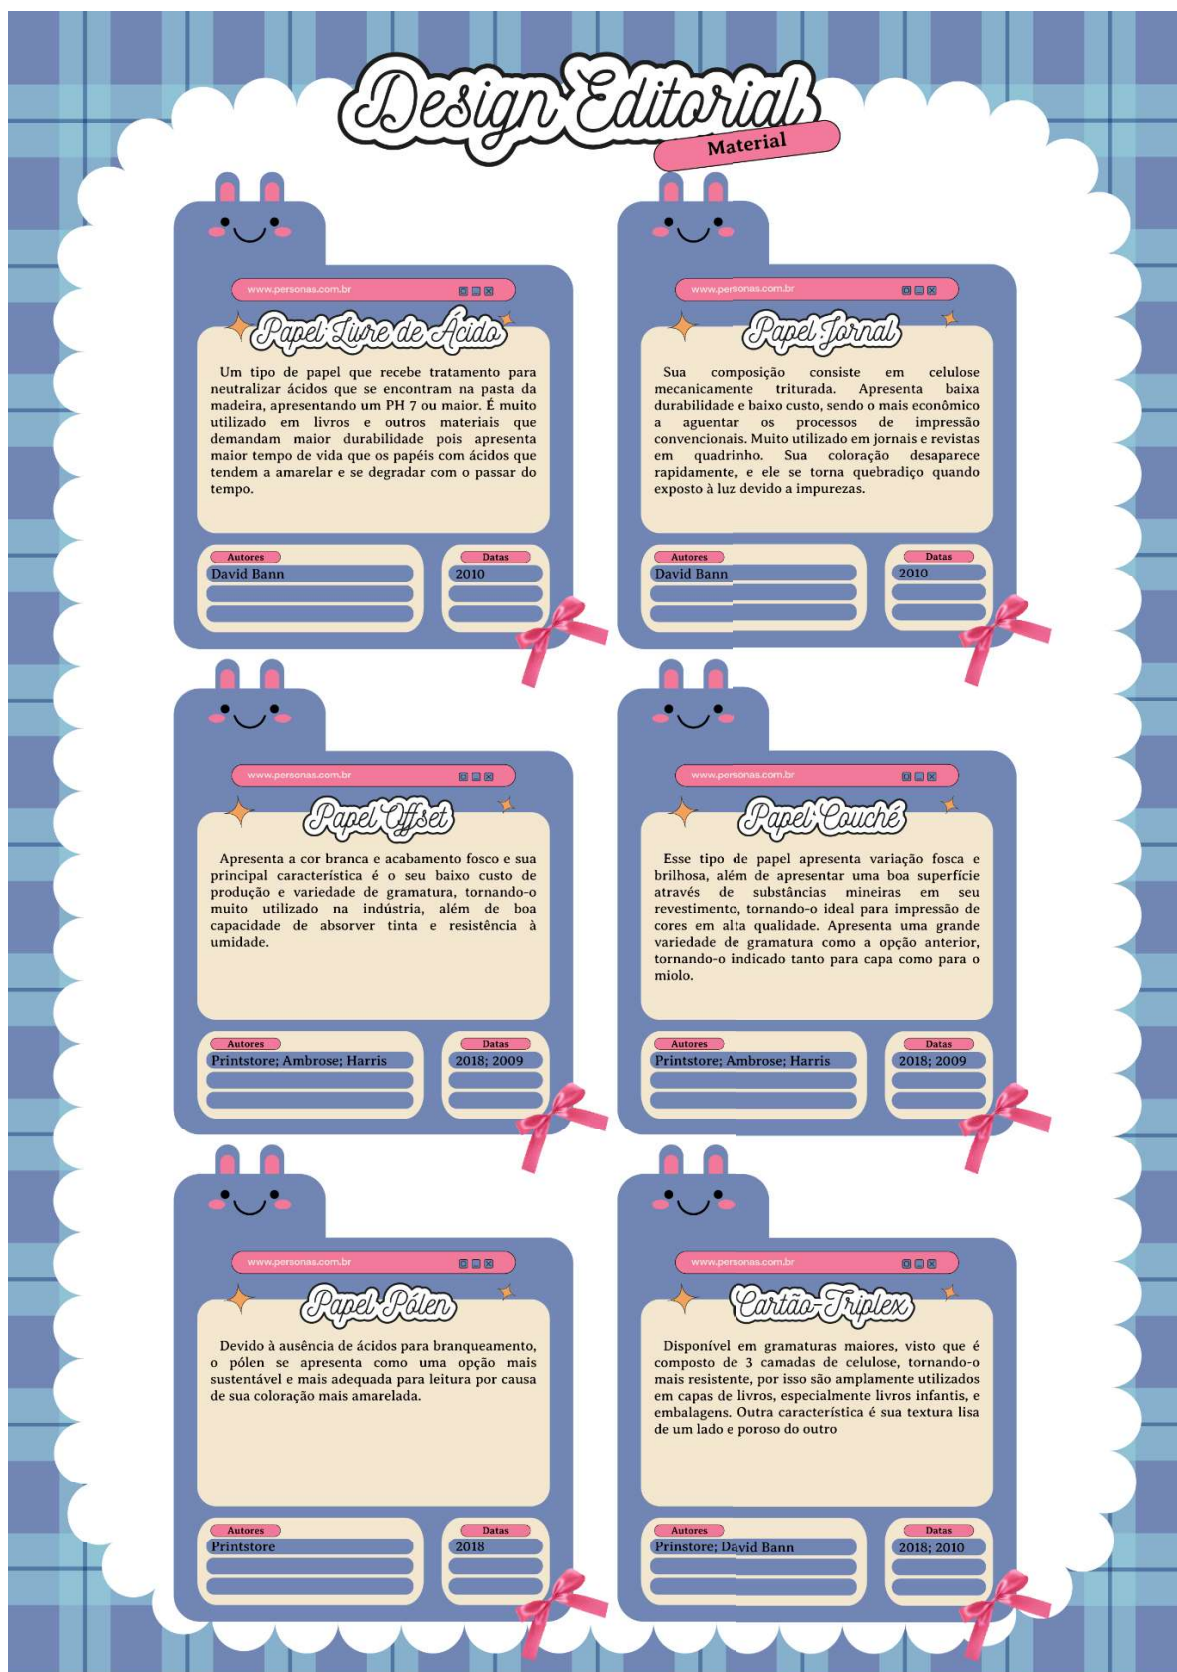 Design Editorial
Material
www.personas.com.br
Papel Livre de Ácido
Um tipo de papel que recebe tratamento para
neutralizar ácidos que se encontram na pasta da
madeira, apresentando um PH 7 ou maior. É muito
utilizado em livros e outros materiais que
demandam maior durabilidade pois apresenta
maior tempo de vida que os papéis com ácidos que
tendem a amarelar e se degradar com o passar do
tempo.
Autores
David Bann
Datas
2010
www.personas.com.br
Papel Jornal
Sua composição consiste em celulose
mecanicamente triturada. Apresenta baixa
durabilidade e baixo custo, sendo o mais econômico
a aguentar os processos de impressão
convencionais. Muito utilizado em jornais e revistas
em quadrinho. Sua coloração desaparece
rapidamente, e ele se torna quebradiço quando
exposto à luz devido a impurezas.
Autores
David Bann
Datas
2010
www.personas.com.br
Papel Offset
Apresenta a cor branca e acabamento fosco e sua
principal característica é o seu baixo custo de
produção e variedade de gramatura, tornando-o
muito utilizado na indústria, além de boa
capacidade de absorver tinta e resistência à
umidade.
Autores
Printstore; Ambrose; Harris
Datas
2018; 2009
www.personas.com.br
Papel Couché
Esse tipo de papel apresenta variação fosca e
brilhosa, além de apresentar uma boa superfície
através de substâncias mineiras em seu
revestimento, tornando-o ideal para impressão de
cores em alta qualidade. Apresenta uma grande
variedade de gramatura como a opção anterior,
tornando-o indicado tanto para capa como para o
miolo.
Autores
Printstore; Ambrose; Harris
Datas
2018; 2009
www.personas.com.br
Papel Pólen
Devido à ausência de ácidos para branqueamento,
o pólen se apresenta como uma opção mais
sustentável e mais adequada para leitura por causa
de sua coloração mais amarelada.
Autores
Printstore
Datas
2018
www.personas.com.br
Cartão-Triplex
Disponível em gramaturas maiores, visto que é
composto de 3 camadas de celulose, tornando-o
mais resistente, por isso são amplamente utilizados
em capas de livros, especialmente livros infantis, e
embalagens. Outra característica é sua textura lisa
de um lado e poroso do outro
Autores
Prinstore; David Bann
Datas
2018; 2010